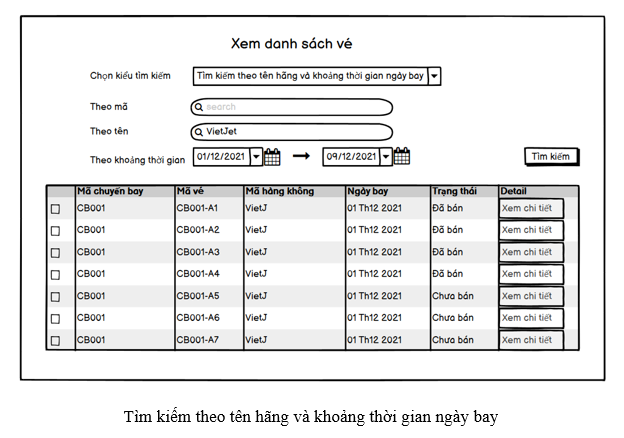 Xem danh sách vé
Chọn kiểu tìm kiếm Tìm kiếm theo tên hãng và khoảng thời gian ngày bay
Theo mã search
Theo tên VietJet
Theo khoảng thời gian 01/12/2021 09/12/2021 Tìm kiếm
Mã chuyến bay Mã vé Mã hàng không Ngày bay Trạng thái Detail
CB001 CB001-A1 VietJ 01 Th12 2021 Đã bán Xem chi tiết
CB001 CB001-A2 VietJ 01 Th12 2021 Đã bán Xem chi tiết
CB001 CB001-A3 VietJ 01 Th12 2021 Đã bán Xem chi tiết
CB001 CB001-A4 VietJ 01 Th12 2021 Đã bán Xem chi tiết
CB001 CB001-A5 VietJ 01 Th12 2021 Chưa bán Xem chi tiết
CB001 CB001-A6 VietJ 01 Th12 2021 Chưa bán Xem chi tiết
CB001 CB001-A7 VietJ 01 Th12 2021 Chưa bán Xem chi tiết
Tìm kiếm theo tên hãng và khoảng thời gian ngày bay